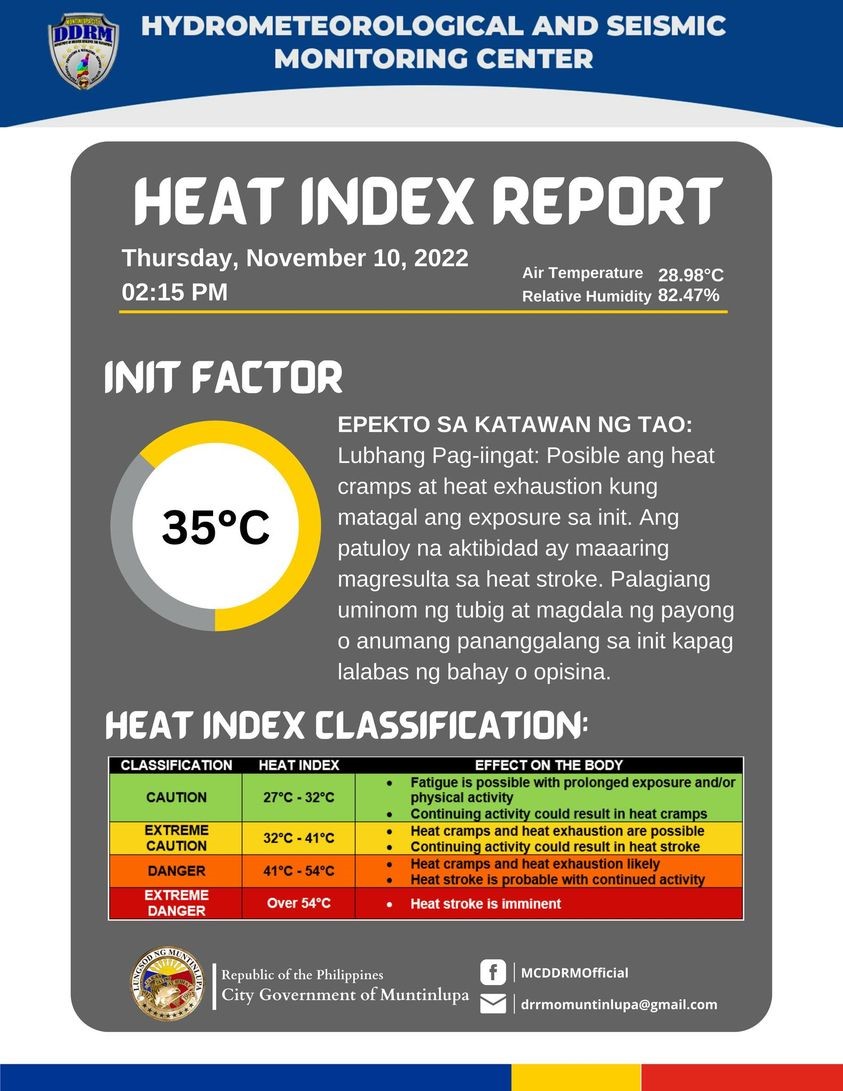 MUNTINLUPA CITY
DDRM
HYDROMETEOROLOGICAL AND SEISMIC
MONITORING CENTER
HEAT INDEX REPORT
Thursday, November 10, 2022
02:15 PM
Air Temperature 28.98°C
Relative Humidity 82.47%
INIT FACTOR
35°C
EPEKTO SA KATAWAN NG TAO:
Lubhang Pag-iingat: Posible ang heat
cramps at heat exhaustion kung
matagal ang exposure sa init. Ang
patuloy na aktibidad ay maaaring
magresulta sa heat stroke. Palagiang
uminom ng tubig at magdala ng payong
o anumang pananggalang sa init kapag
lalabas ng bahay o opisina.
HEAT INDEX CLASSIFICATION:
CLASSIFICATION HEAT INDEX EFFECT ON THE BODY
CAUTION 27°C - 32°C
• Fatigue is possible with prolonged exposure and/or
physical activity
• Continuing activity could result in heat cramps
EXTREME
CAUTION
32°C - 41°C
• Heat cramps and heat exhaustion are possible
• Continuing activity could result in heat stroke
DANGER 41°C - 54°C
• Heat cramps and heat exhaustion likely
• Heat stroke is probable with continued activity
EXTREME
DANGER
Over 54°C
• Heat stroke is imminent
LUNGSOD NG MUNTINLUPA
Republic of the Philippines
City Government of Muntinlupa
MCDDRMOfficial
drrmomuntinlupa@gmail.com